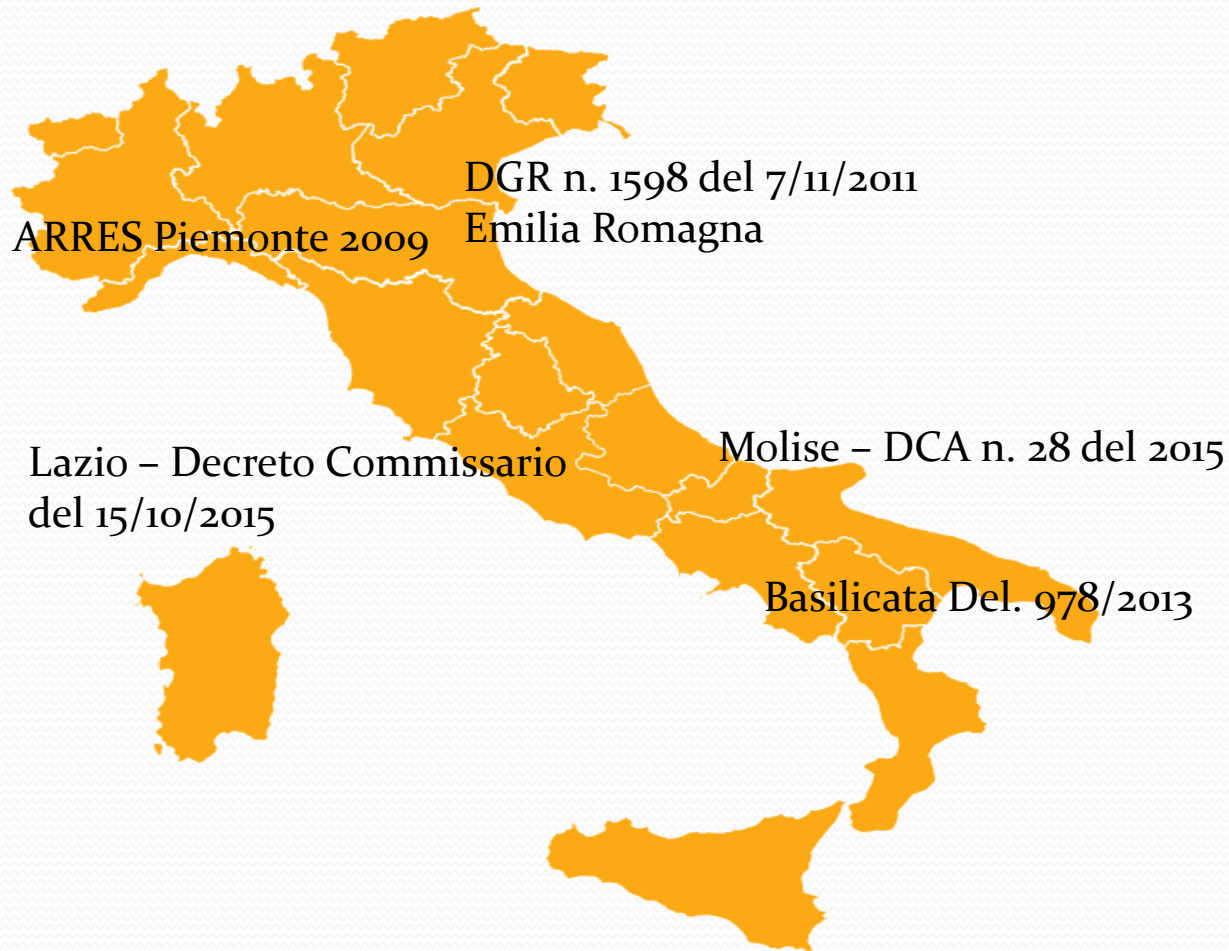 DGR n. 1598 del 7/11/2011
Emilia Romagna
ARRES Piemonte 2009
Lazio – Decreto Commissario
del 15/10/2015
Molise – DCA n. 28 del 2015
Basilicata Del. 978/2013